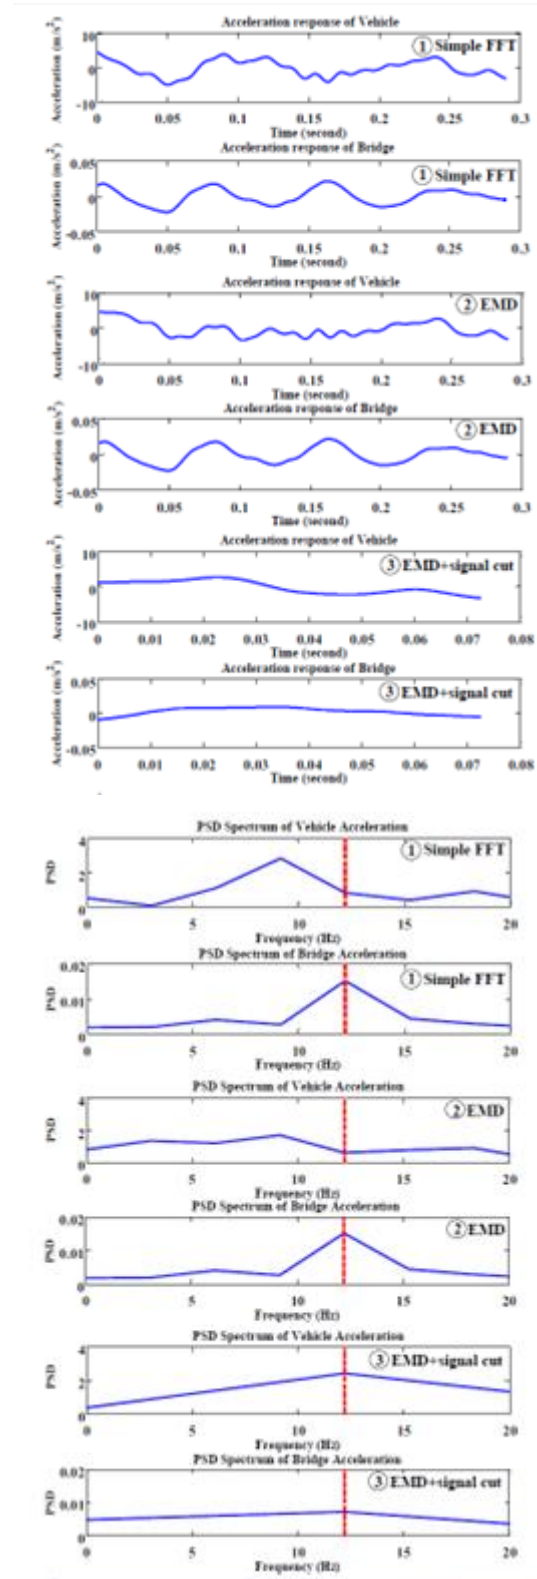 Acceleration response of Vehicle
Acceleration (m/s²)
10
0
-10
① Simple FFT
0 0.05 0.1 0.15 0.2 0.25 0.3
Time (second)
Acceleration response of Bridge
Acceleration (m/s²)
0.05
0
-0.05
① Simple FFT
0 0.05 0.1 0.15 0.2 0.25 0.3
Time (second)
Acceleration response of Vehicle
Acceleration (m/s²)
10
0
-10
② EMD
0 0.05 0.1 0.15 0.2 0.25 0.3
Time (second)
Acceleration response of Bridge
Acceleration (m/s²)
0.05
0
-0.05
② EMD
0 0.05 0.1 0.15 0.2 0.25 0.3
Time (second)
Acceleration response of Vehicle
Acceleration (m/s²)
10
0
-10
③ EMD+signal cut
0 0.01 0.02 0.03 0.04 0.05 0.06 0.07 0.08
Time (second)
Acceleration response of Bridge
Acceleration (m/s²)
0.05
0
-0.05
③ EMD+signal cut
0 0.01 0.02 0.03 0.04 0.05 0.06 0.07 0.08
Time (second)
PSD Spectrum of Vehicle Acceleration
PSD
4
2
0
① Simple FFT
0 5 10 15 20
Frequency (Hz)
PSD Spectrum of Bridge Acceleration
PSD
0.02
0.01
0
① Simple FFT
0 5 10 15 20
Frequency (Hz)
PSD Spectrum of Vehicle Acceleration
PSD
4
2
0
② EMD
0 5 10 15 20
Frequency (Hz)
PSD Spectrum of Bridge Acceleration
PSD
0.02
0.01
0
② EMD
0 5 10 15 20
Frequency (Hz)
PSD Spectrum of Vehicle Acceleration
PSD
4
2
0
③ EMD+signal cut
0 5 10 15 20
Frequency (Hz)
PSD Spectrum of Bridge Acceleration
PSD
0.02
0.01
0
③ EMD+signal cut
0 5 10 15 20
Frequency (Hz)